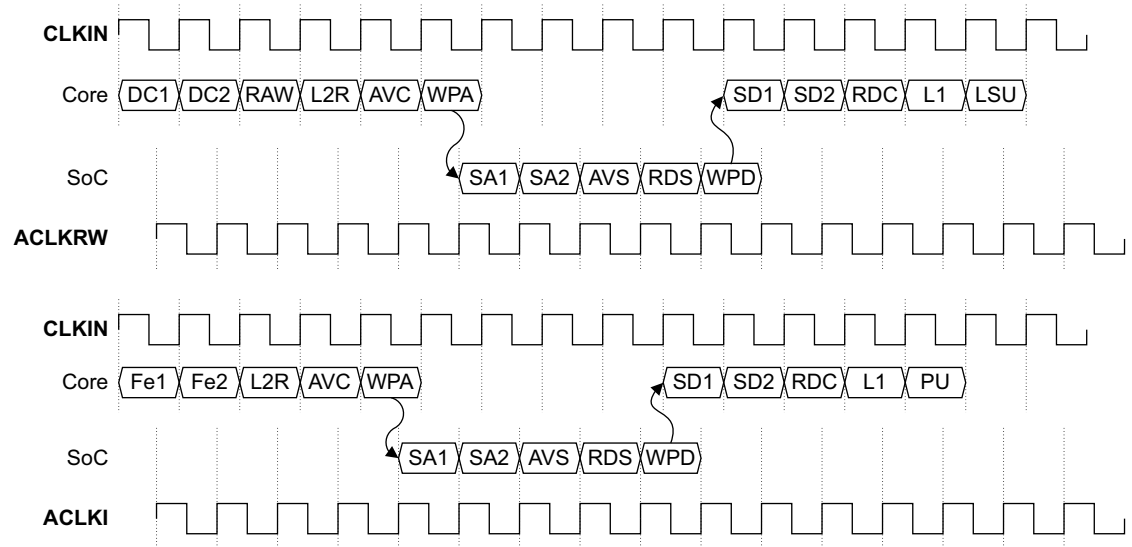 CLKIN
Core DC1 DC2 RAW L2R AVC WPA SD1 SD2 RDC L1 LSU
SoC SA1 SA2 AVS RDS WPD
ACLKRW
CLKIN
Core Fe1 Fe2 L2R AVC WPA SD1 SD2 RDC L1 PU
SoC SA1 SA2 AVS RDS WPD
ACLKI